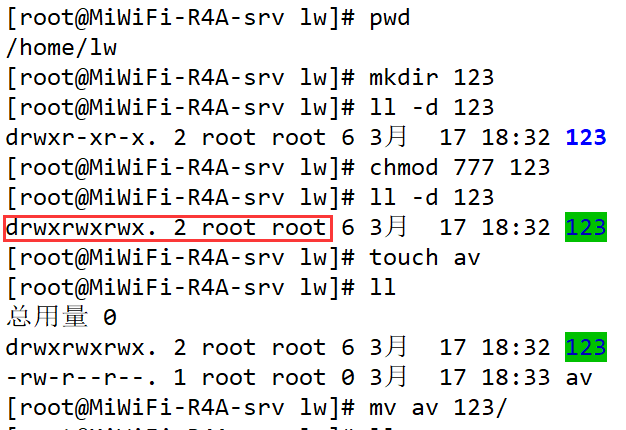 [root@MiWiFi-R4A-srv lw]# pwd
/home/lw
[root@MiWiFi-R4A-srv lw]# mkdir 123
[root@MiWiFi-R4A-srv lw]# ll -d 123
drwxr-xr-x. 2 root root 6 3月  17 18:32 123
[root@MiWiFi-R4A-srv lw]# chmod 777 123
[root@MiWiFi-R4A-srv lw]# ll -d 123
drwxrwxrwx. 2 root root 6 3月  17 18:32 123
[root@MiWiFi-R4A-srv lw]# touch av
[root@MiWiFi-R4A-srv lw]# ll
总用量 0
drwxrwxrwx. 2 root root 6 3月  17 18:32 123
-rw-r--r--. 1 root root 0 3月  17 18:33 av
[root@MiWiFi-R4A-srv lw]# mv av 123/